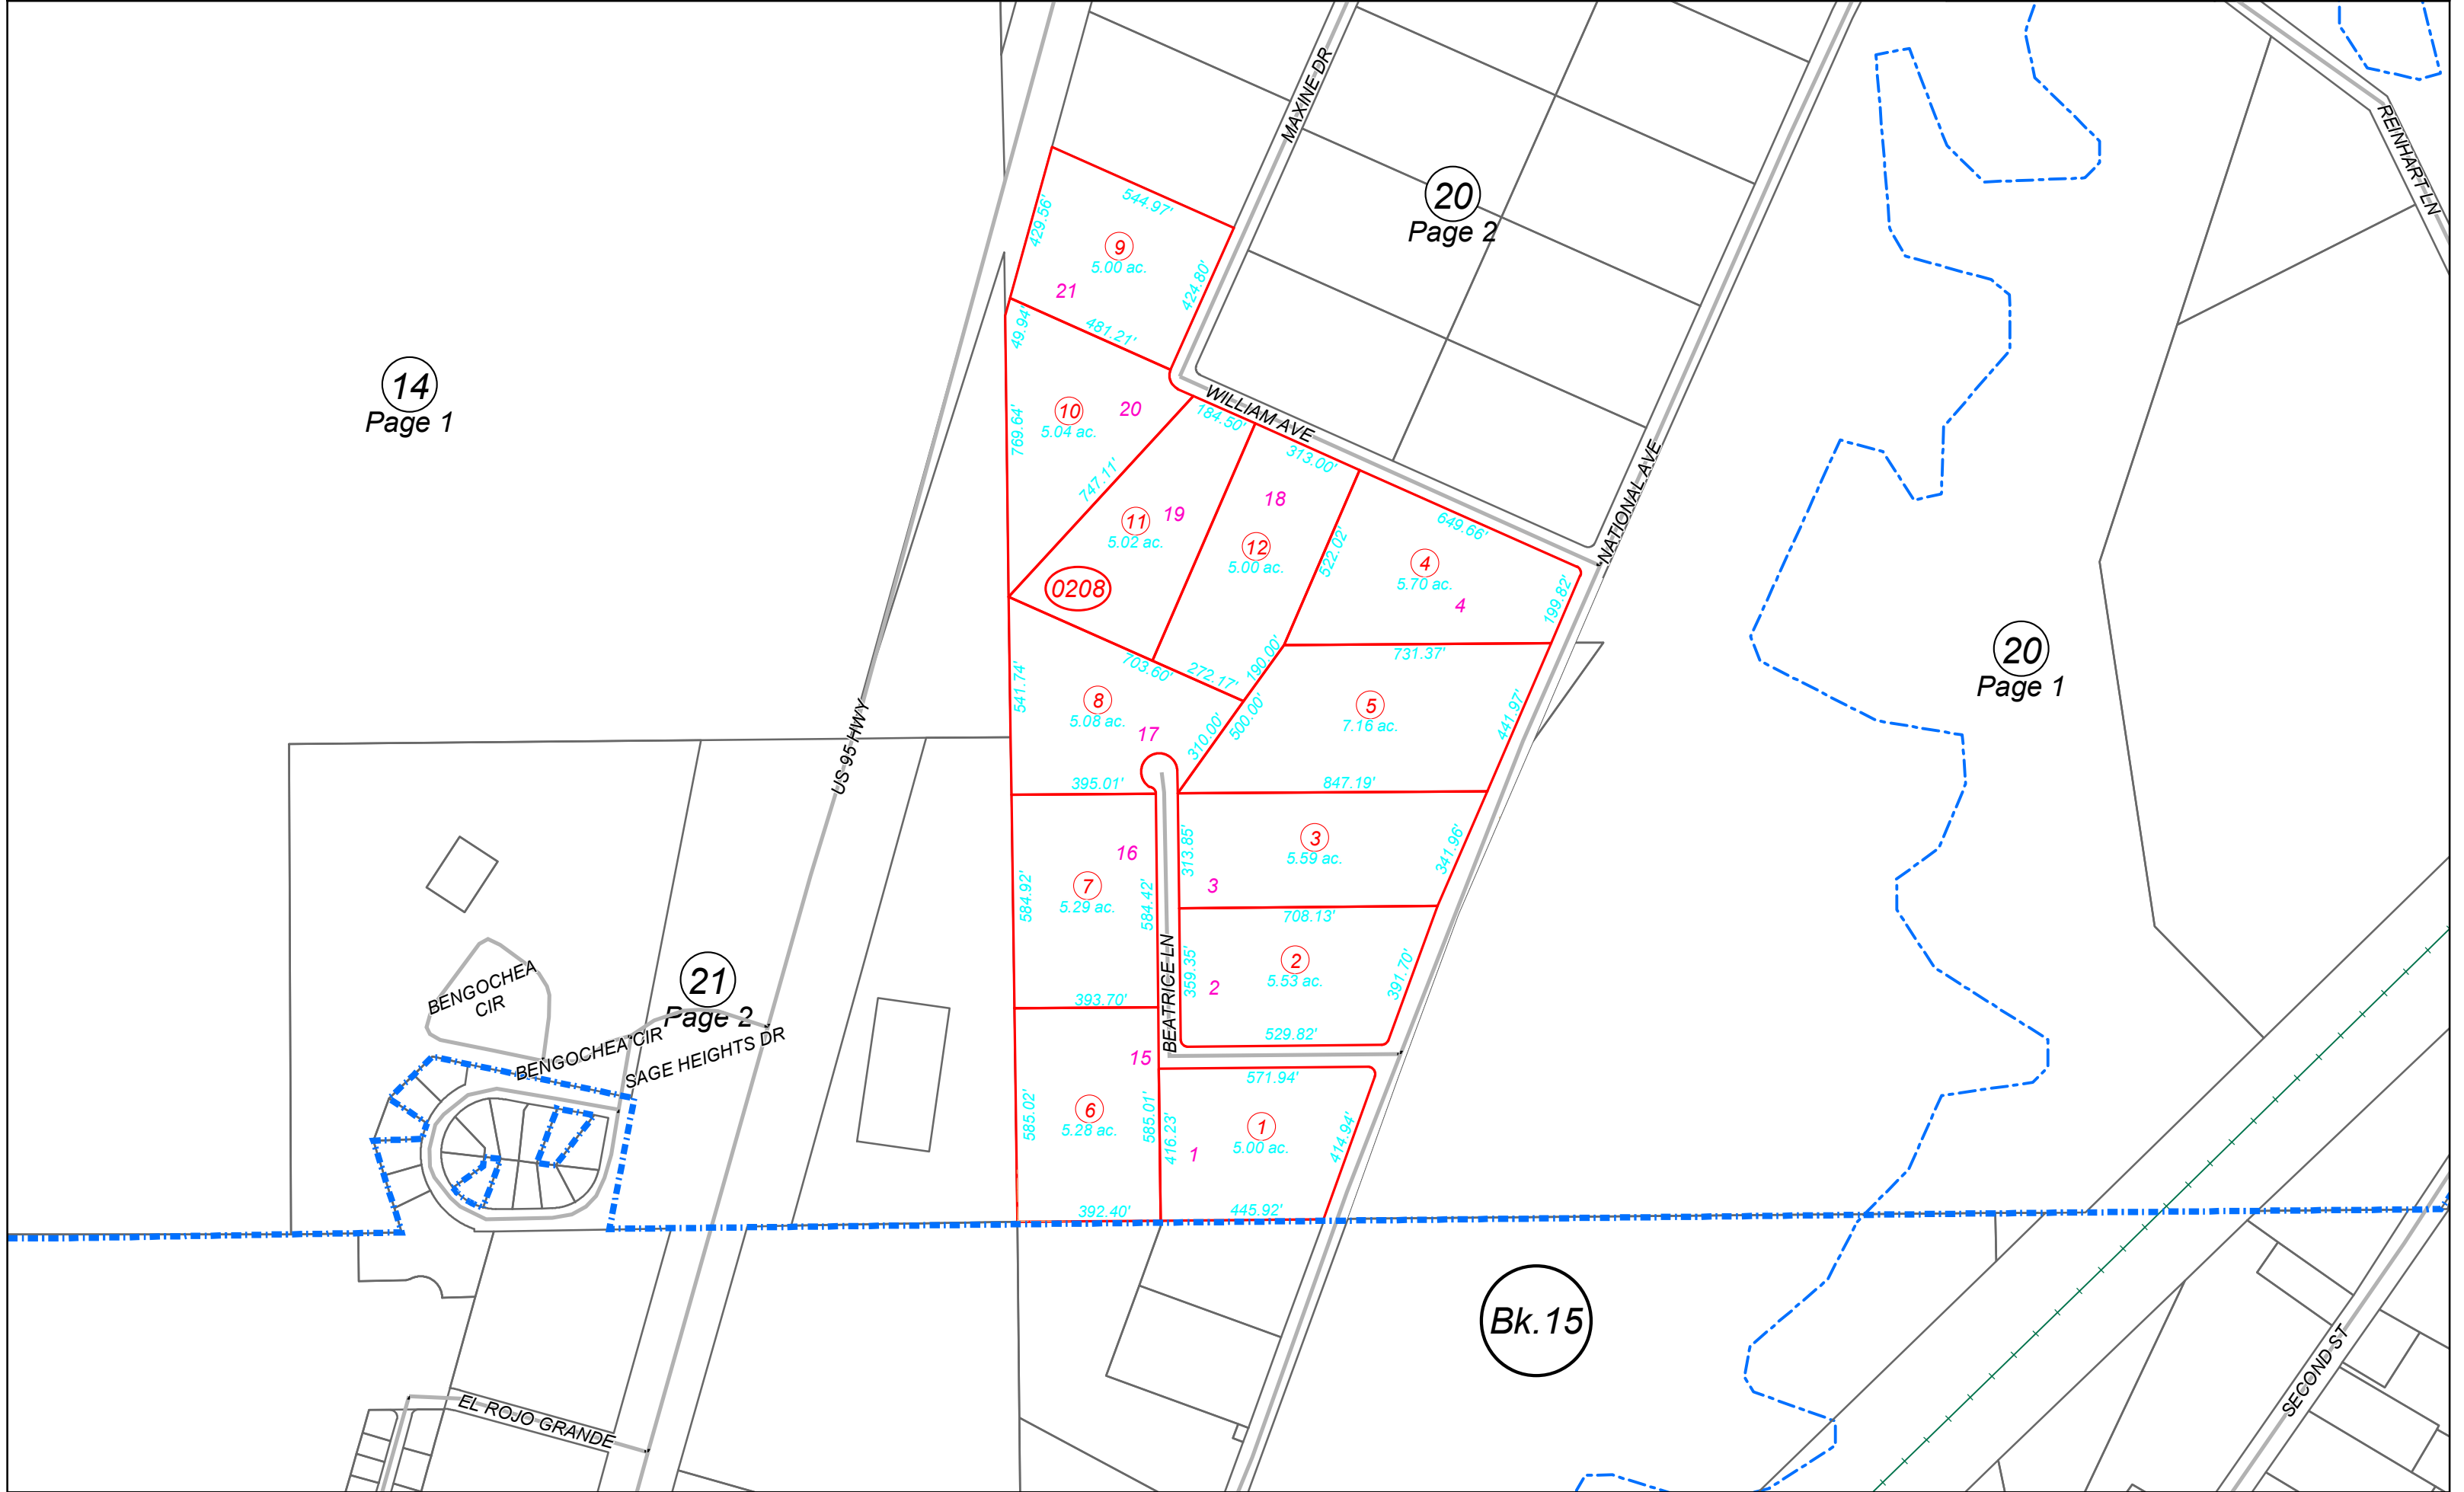 MAXINE DR
REINHART LN
20
Page 2
544.97'
429.56'
9
5.00 ac.
424.80'
21
49.94'
481.21'
14
Page 1
10
5.04 ac.
20
769.64'
WILLIAM AVE
184.50'
313.00'
747.11'
NATIONAL AVE
18
19
11
5.02 ac.
12
5.00 ac.
522.02'
649.66'
4
5.70 ac.
4
199.82'
0208
20
Page 1
541.74'
703.60'
272.17'
190.00'
731.37'
8
5.08 ac.
17
310.00'
500.00'
5
7.16 ac.
441.97'
US 95 HWY
395.01'
847.19'
16
313.85'
3
5.59 ac.
341.96'
7
5.29 ac.
584.92'
584.42'
3
708.13'
BENGOCHEA
CIR
21
Page 2
BEATRICE LN
359.35'
2
2
5.53 ac.
391.70'
393.70'
529.82'
BENGOCHEA CIR
SAGE HEIGHTS DR
15
571.94'
585.02'
6
5.28 ac.
585.01'
416.23'
1
1
5.00 ac.
414.94'
392.40'
445.92'
Bk.15
EL ROJO GRANDE
SECOND ST